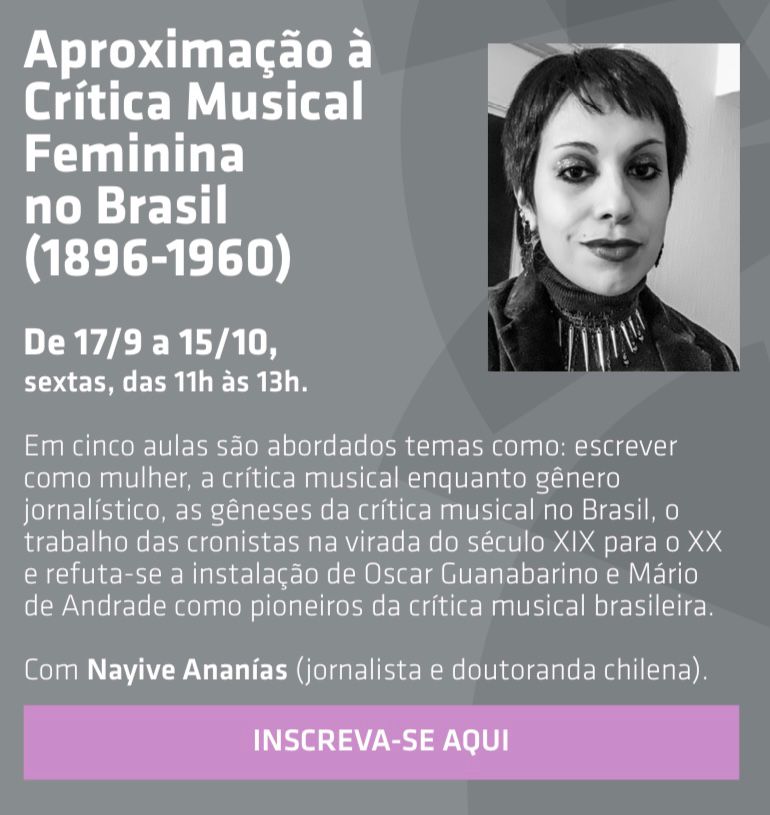 Aproximação à
Crítica Musical
Feminina
no Brasil
(1896-1960)
De 17/9 a 15/10,
sextas, das 11h às 13h.
Em cinco aulas são abordados temas como: escrever
como mulher, a crítica musical enquanto gênero
jornalístico, as gêneses da crítica musical no Brasil, o
trabalho das cronistas na virada do século XIX para o XX
e refuta-se a instalação de Oscar Guanabarino e Mário
de Andrade como pioneiros da crítica musical brasileira.
Com Nayive Ananías (jornalista e doutoranda chilena).
INSCREVA-SE AQUI